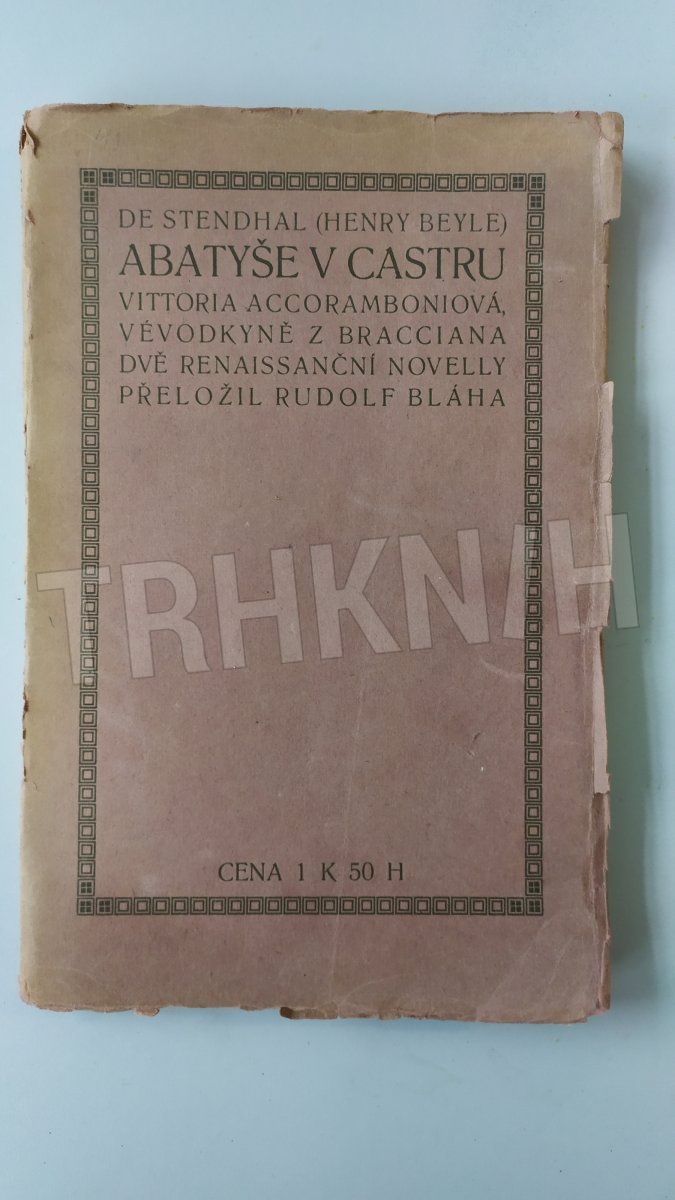 DE STENDHAL (HENRY BEYLE)
ABATYŠE V CASTRU
VITTORIA ACCORAMBONIOVÁ,
VÉVODKYNĚ Z BRACCIANA
DVĚ RENAISSANČNÍ NOVELLY
PŘELOŽIL RUDOLF BLÁHA
TRHKNIH
CENA 1 K 50 H